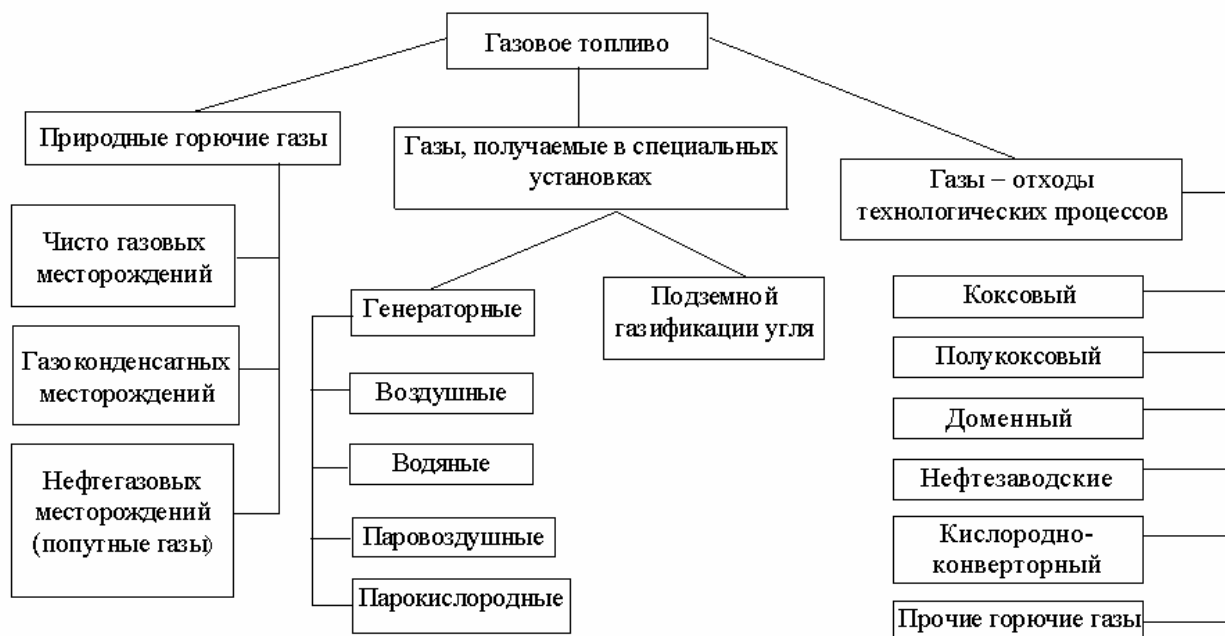 Газовое топливо
Природные горючие газы
Чисто газовых
месторождений
Газоконденсатных
месторождений
Нефтегазовых
месторождений
(попутные газы)
Газы, получаемые в специальных
установках
Генераторные
Воздушные
Водяные
Паровоздушные
Парокислородные
Подземной
газификации угля
Газы – отходы
технологических процессов
Коксовый
Полукоксовый
Доменный
Нефтезаводские
Кислородно-
конверторный
Прочие горючие газы